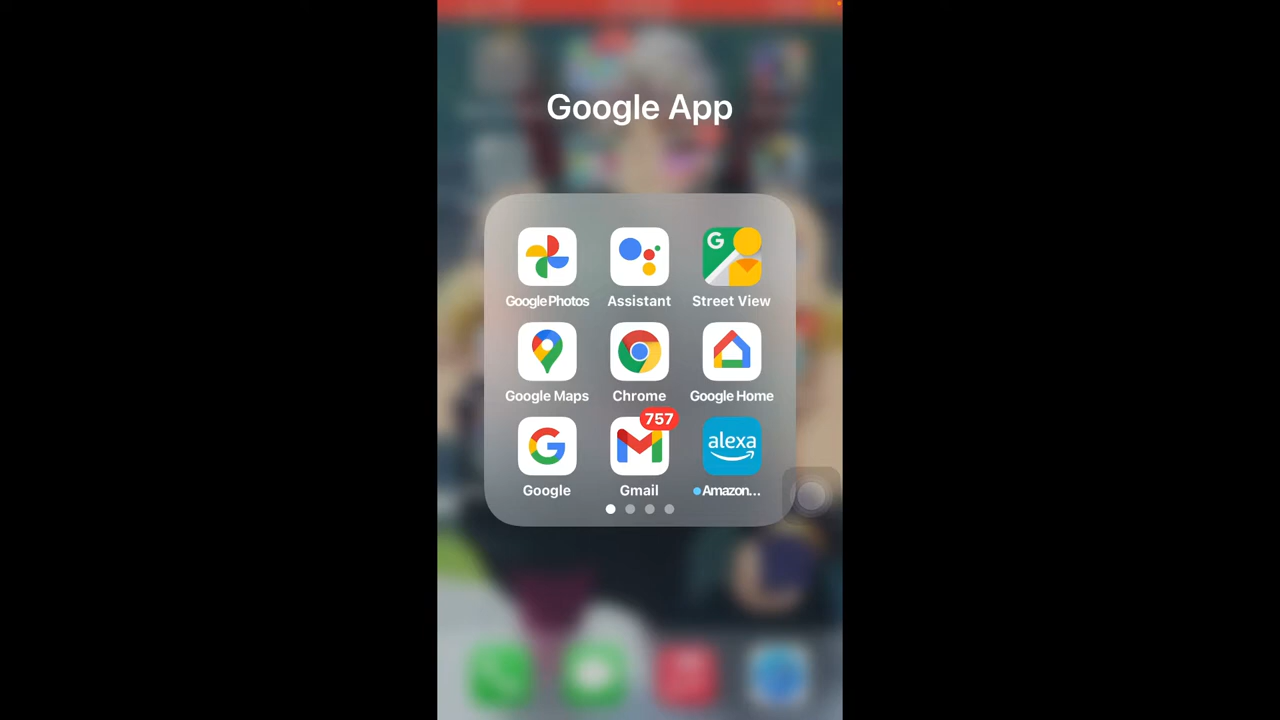 Google App
G
Google Photos
Assistant
Street View
Google Maps
Chrome
Google Home
757
G
M
alexa
Google
Gmail
Amazon...